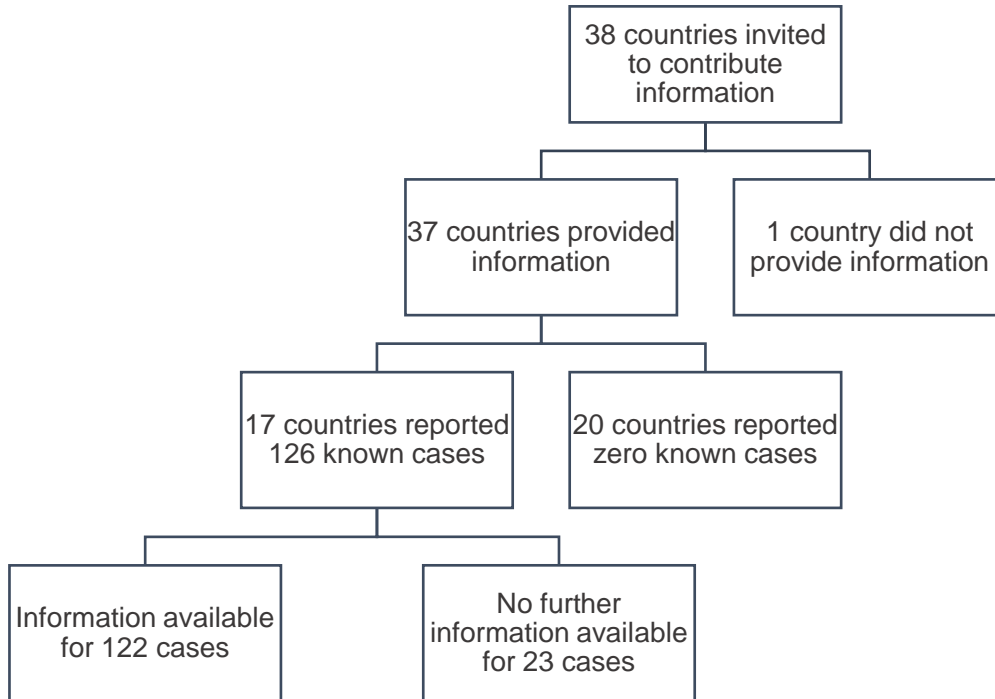 38 countries invited
to contribute
information
37 countries provided
information
1 country did not
provide information
17 countries reported
126 known cases
20 countries reported
zero known cases
Information available
for 122 cases
No further
information available
for 23 cases